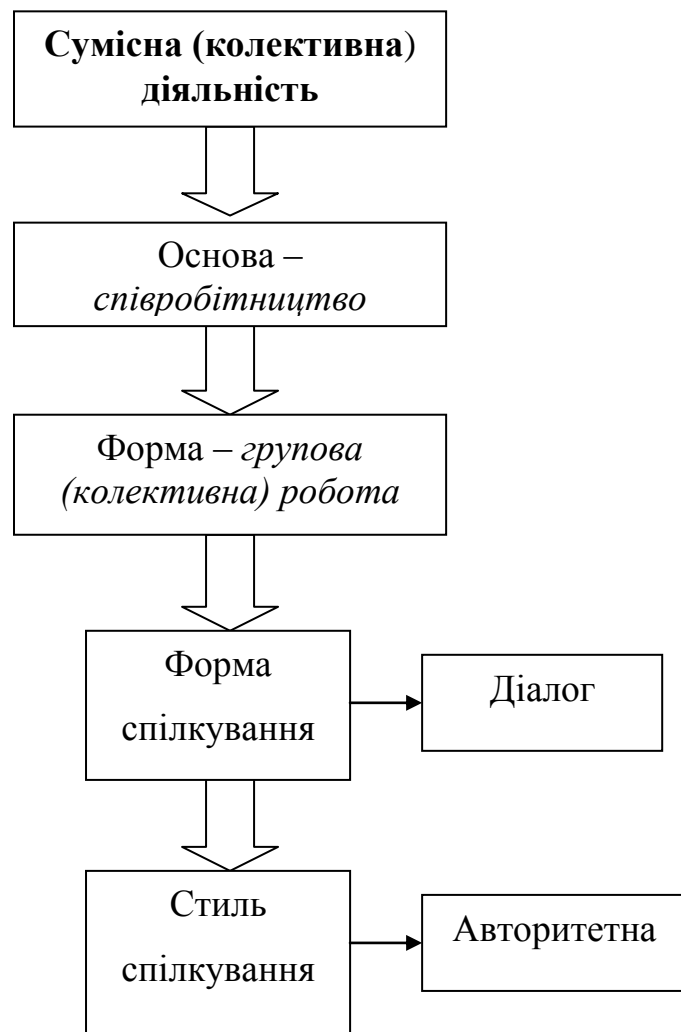 Сумісна (колективна)
діяльність
Основа –
співробітництво
Форма – групова
(колективна) робота
Форма
спілкування
Діалог
Стиль
спілкування
Авторитетна